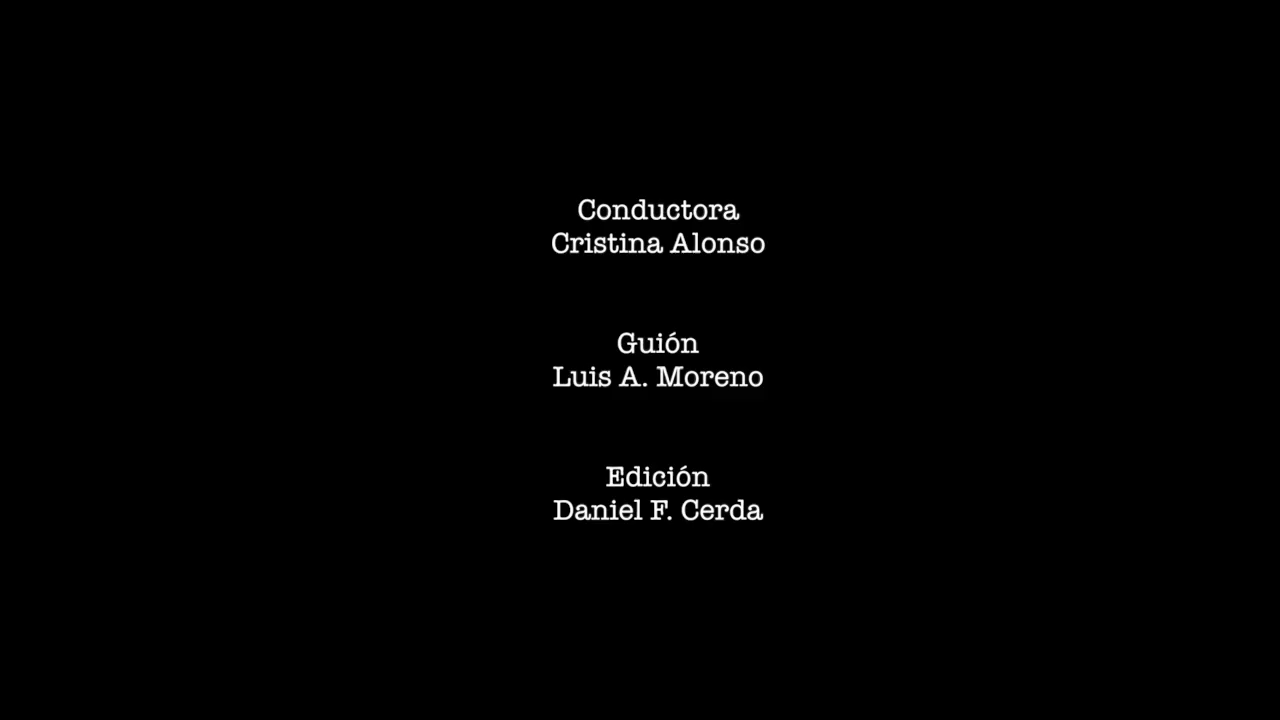 Conductora
Cristina Alonso
Guión
Luis A. Moreno
Edición
Daniel F. Cerda